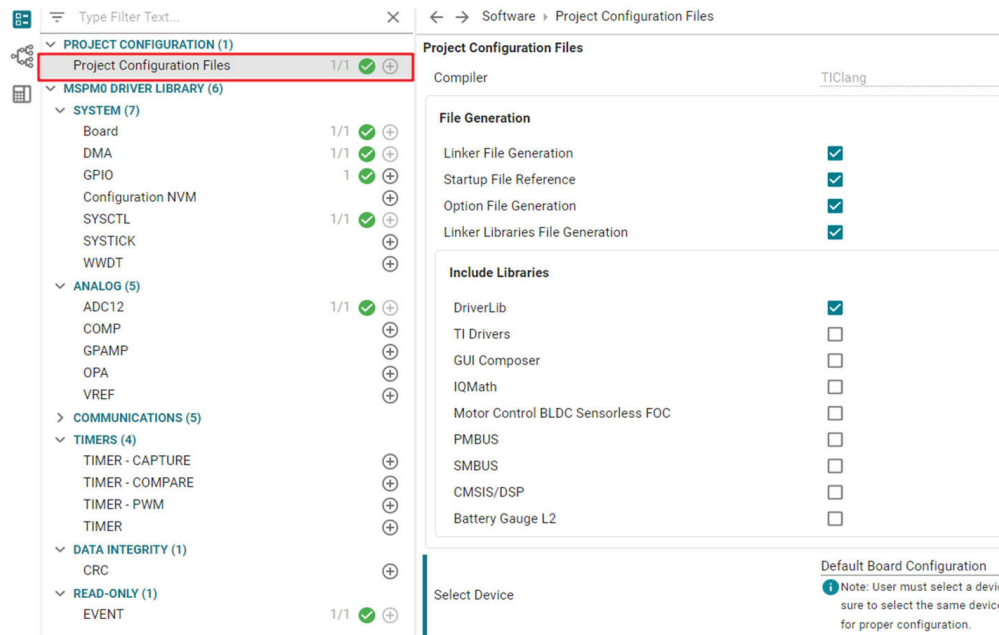 Type Filter Text...
PROJECT CONFIGURATION (1)
Project Configuration Files 1/1
MSPM0 DRIVER LIBRARY (6)
SYSTEM (7)
Board 1/1
DMA 1/1
GPIO 1
Configuration NVM
SYSCTL 1/1
SYSTICK
WWDT
ANALOG (5)
ADC12 1/1
COMP
GPAMP
OPA
VREF
COMMUNICATIONS (5)
TIMERS (4)
TIMER - CAPTURE
TIMER - COMPARE
TIMER - PWM
TIMER
DATA INTEGRITY (1)
CRC
READ-ONLY (1)
EVENT 1/1
Software Project Configuration Files
Project Configuration Files
Compiler TIClang
File Generation
Linker File Generation
Startup File Reference
Option File Generation
Linker Libraries File Generation
Include Libraries
DriverLib
TI Drivers
GUI Composer
IQMath
Motor Control BLDC Sensorless FOC
PMBUS
SMBUS
CMSIS/DSP
Battery Gauge L2
Select Device
Default Board Configuration
Note: User must select a devic
sure to select the same device
for proper configuration.